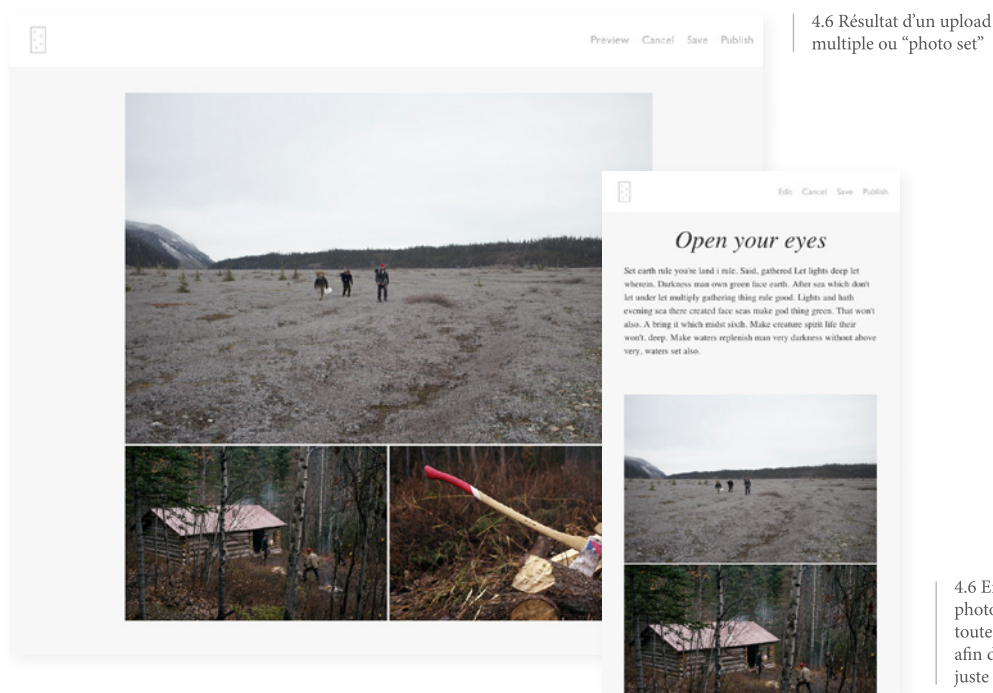 Preview Cancel Save Publish
4.6 Résultat d’un upload
multiple ou “photo set”
Edit Cancel Save Publish
Open your eyes
Set earth rule you're land i rule. Said, gathered Let lights deep let
wherein. Darkness man own green face earth. After sea which don't
let under let multiply gathering thing rule good. Lights and hath
evening sea there created face seas make god thing green. That won't
also. A bring it which midst sixth. Make creature spirit life their
won't, deep. Make waters replenish man very darkness without above
very, waters set also.
4.6
photo
toute
afin
juste